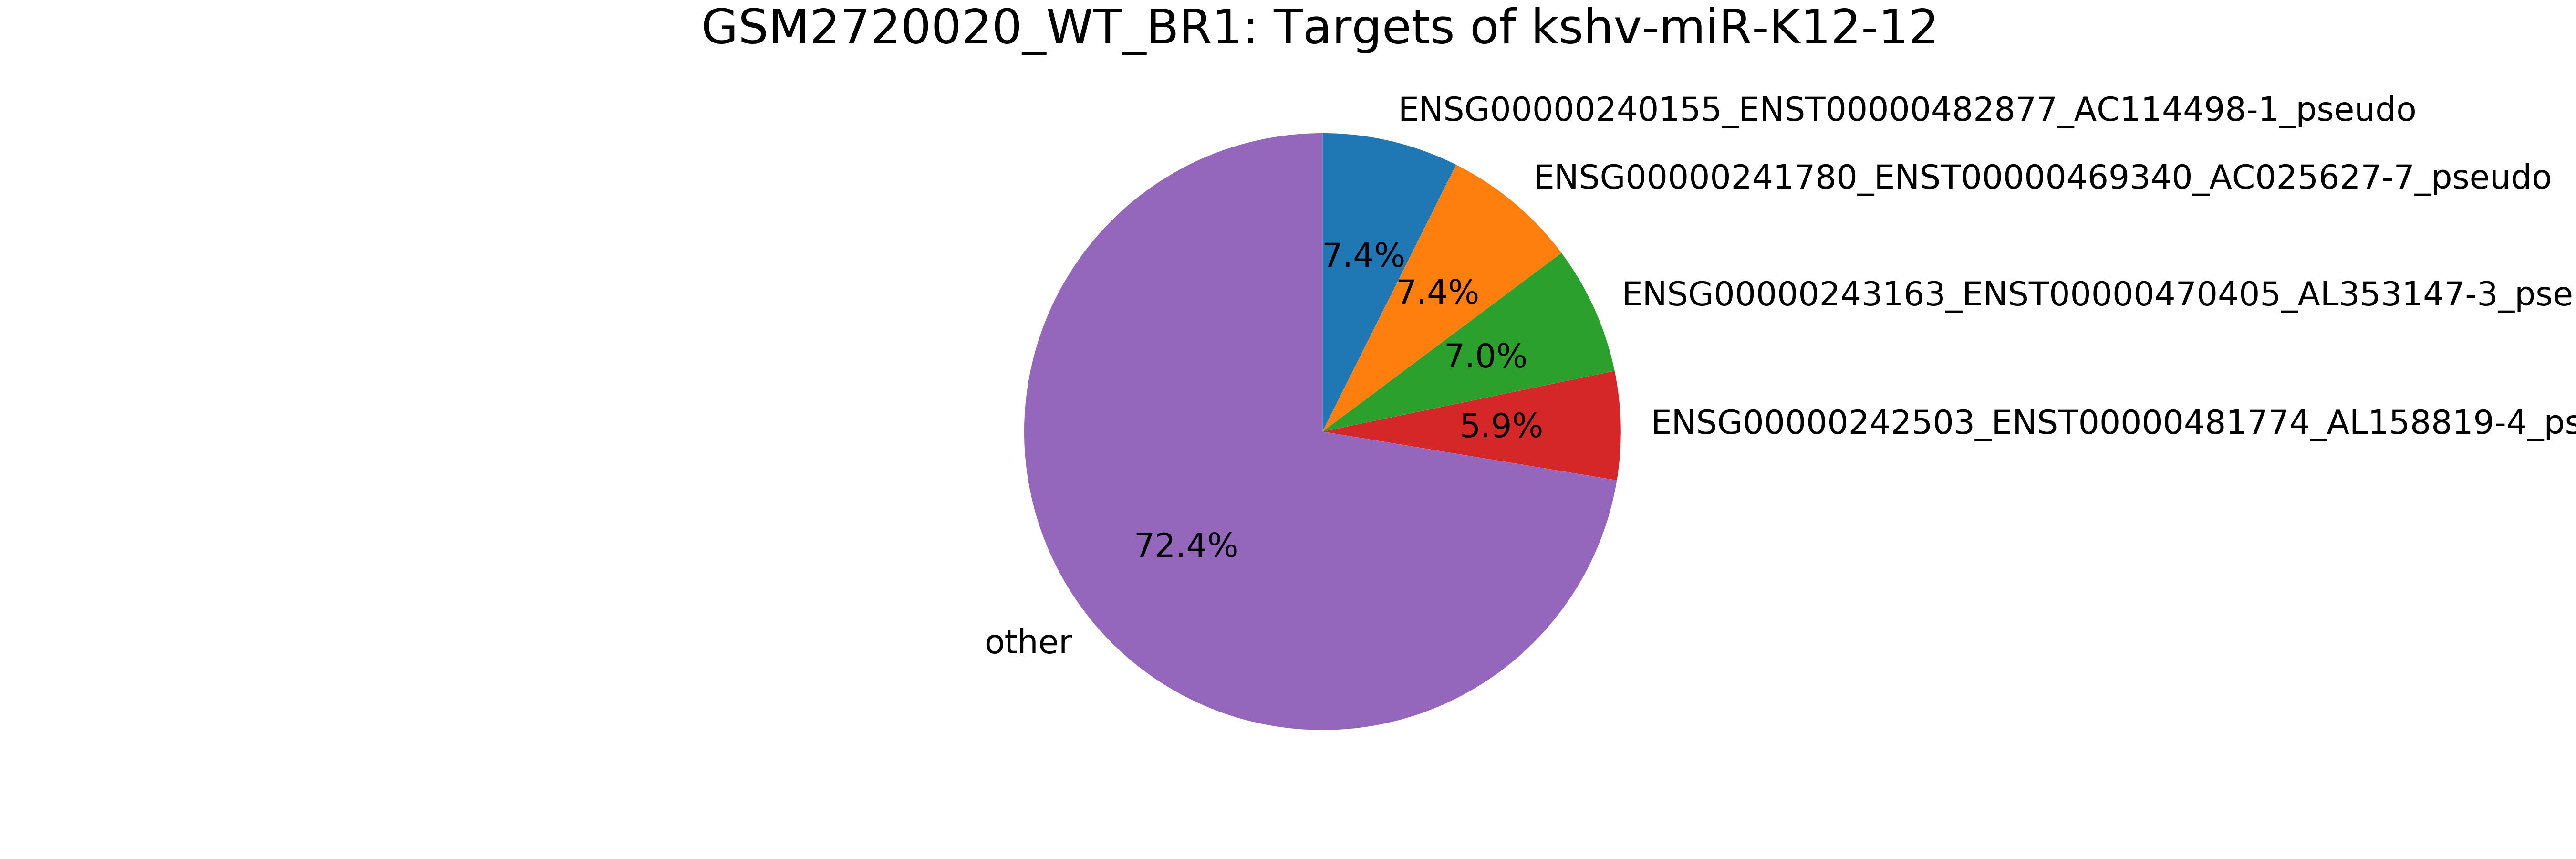 GSM2720020_WT_BR1: Targets of kshv-miR-K12-12
ENSG00000240155_ENST00000482877_AC114498-1_pseudo
ENSG00000241780_ENST00000469340_AC025627-7_pseudo
7.4%
7.4%
ENSG00000243163_ENST00000470405_AL353147-3_pse
7.0%
5.9%
ENSG00000242503_ENST00000481774_AL158819-4_ps
72.4%
other